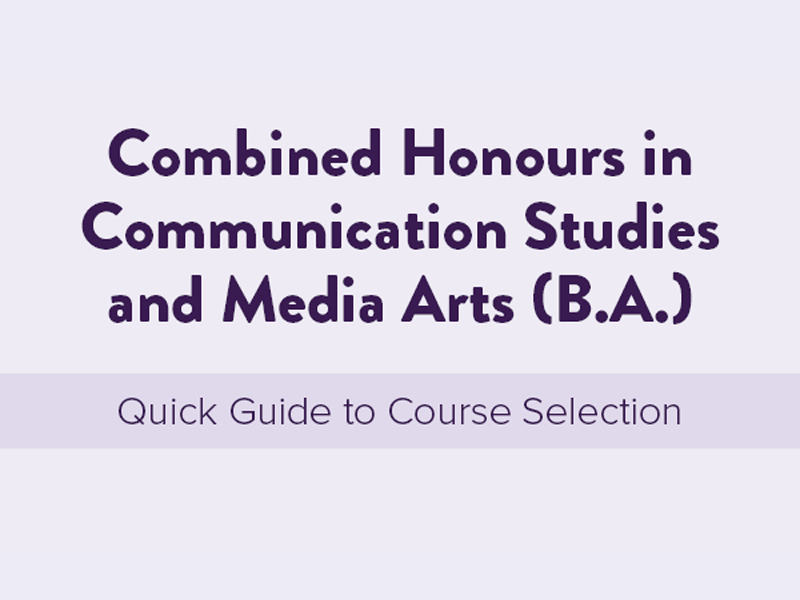 Combined Honours in
Communication Studies
and Media Arts (B.A.)
Quick Guide to Course Selection